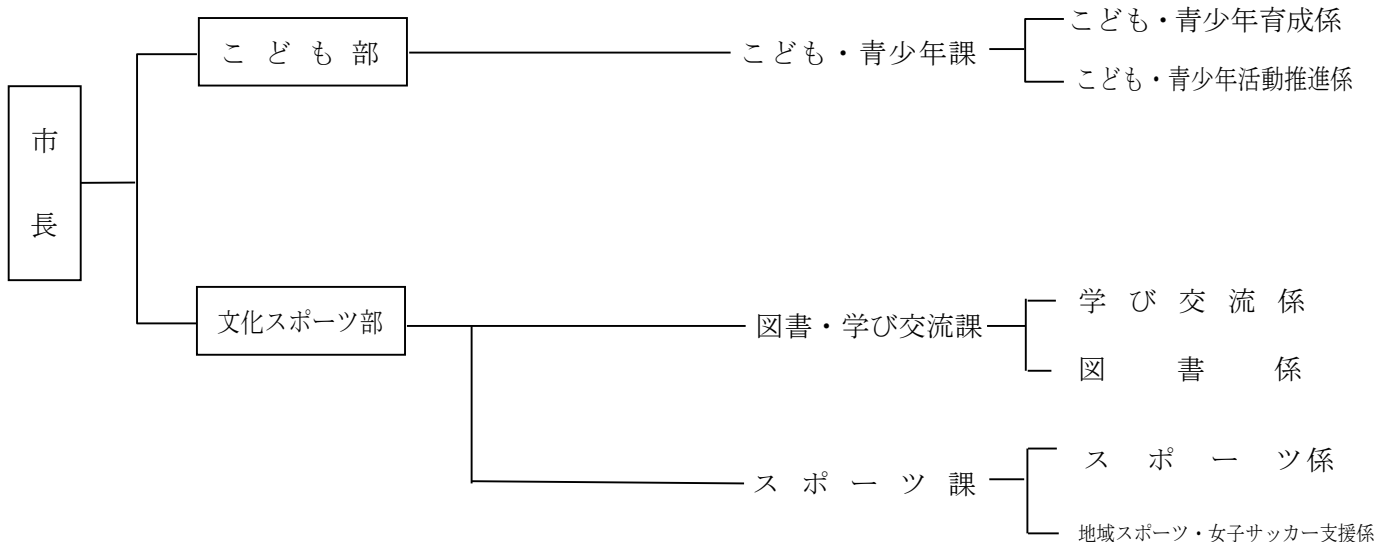 市長
こども部
こども・青少年課
こども・青少年育成係
こども・青少年活動推進係
文化スポーツ部
図書・学び交流課
学び交流係
図書係
スポーツ課
スポーツ係
地域スポーツ・女子サッカー支援係